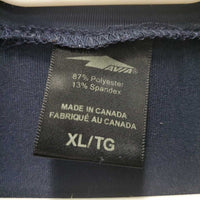 AVIA
87% Polyester
13% Spandex
MADE IN CANADA
FABRIQUÉ AU CANADA
XL/TG